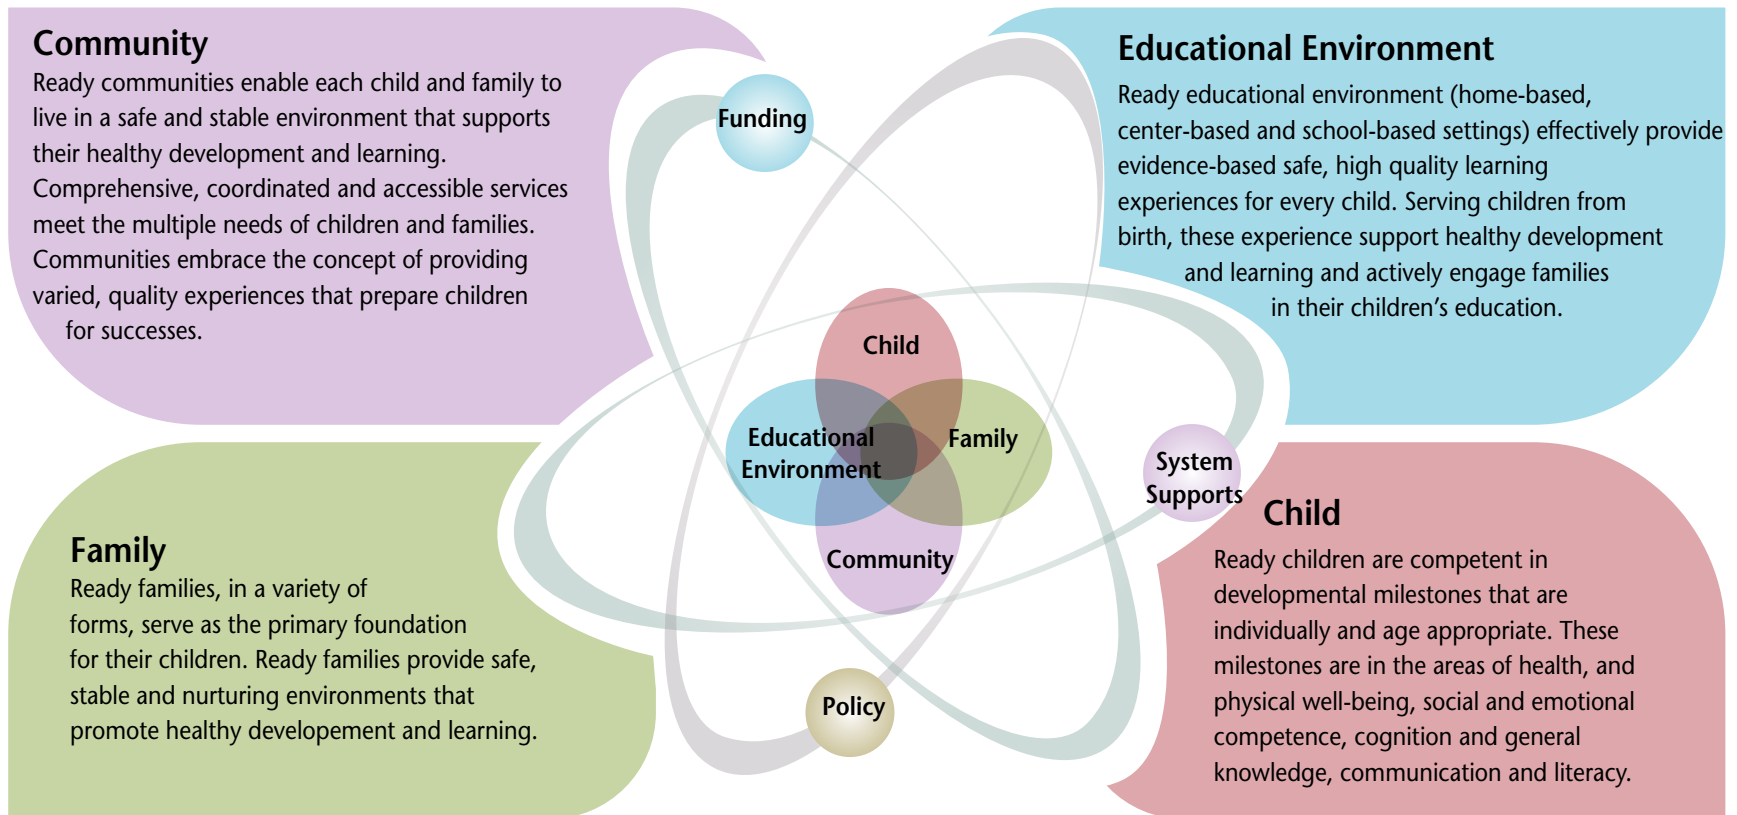 Community
Ready communities enable each child and family to
live in a safe and stable environment that supports
their healthy development and learning.
Comprehensive, coordinated and accessible services
meet the multiple needs of children and families.
Communities embrace the concept of providing
varied, quality experiences that prepare children
for successes.
Educational Environment
Ready educational environment (home-based,
center-based and school-based settings) effectively provide
evidence-based safe, high quality learning
experiences for every child. Serving children from
birth, these experience support healthy development
and learning and actively engage families
in their children’s education.
Funding
Child
Educational
Environment
Family
Community
System
Supports
Policy
Family
Ready families, in a variety of
forms, serve as the primary foundation
for their children. Ready families provide safe,
stable and nurturing environments that
promote healthy developement and learning.
Child
Ready children are competent in
developmental milestones that are
individually and age appropriate. These
milestones are in the areas of health, and
physical well-being, social and emotional
competence, cognition and general
knowledge, communication and literacy.